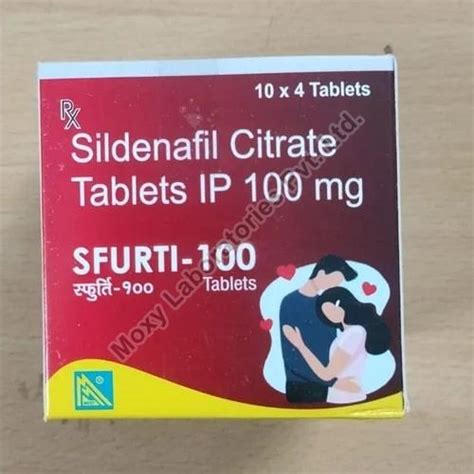 10 x 4 Tablets
Rx
Sildenafil Citrate
Tablets IP 100 mg
SFURTI-100
स्फुर्ति-१००
Tablets
Moxy Laboratories Pvt. Ltd.